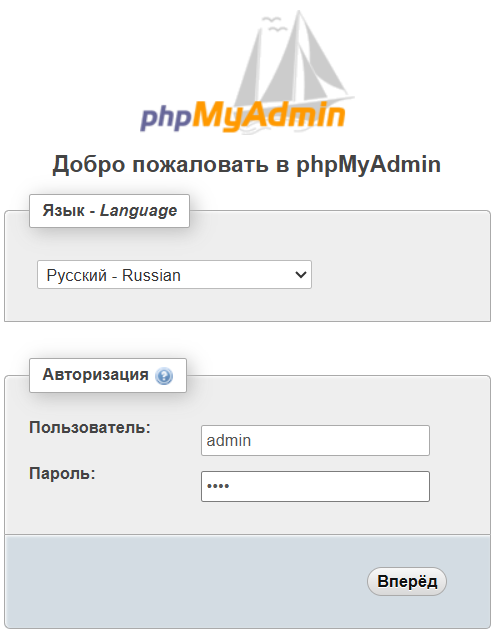 phpMyAdmin
Добро пожаловать в phpMyAdmin
Язык - Language
Русский - Russian
Авторизация
Пользователь:
admin
Пароль:
••••
Вперёд